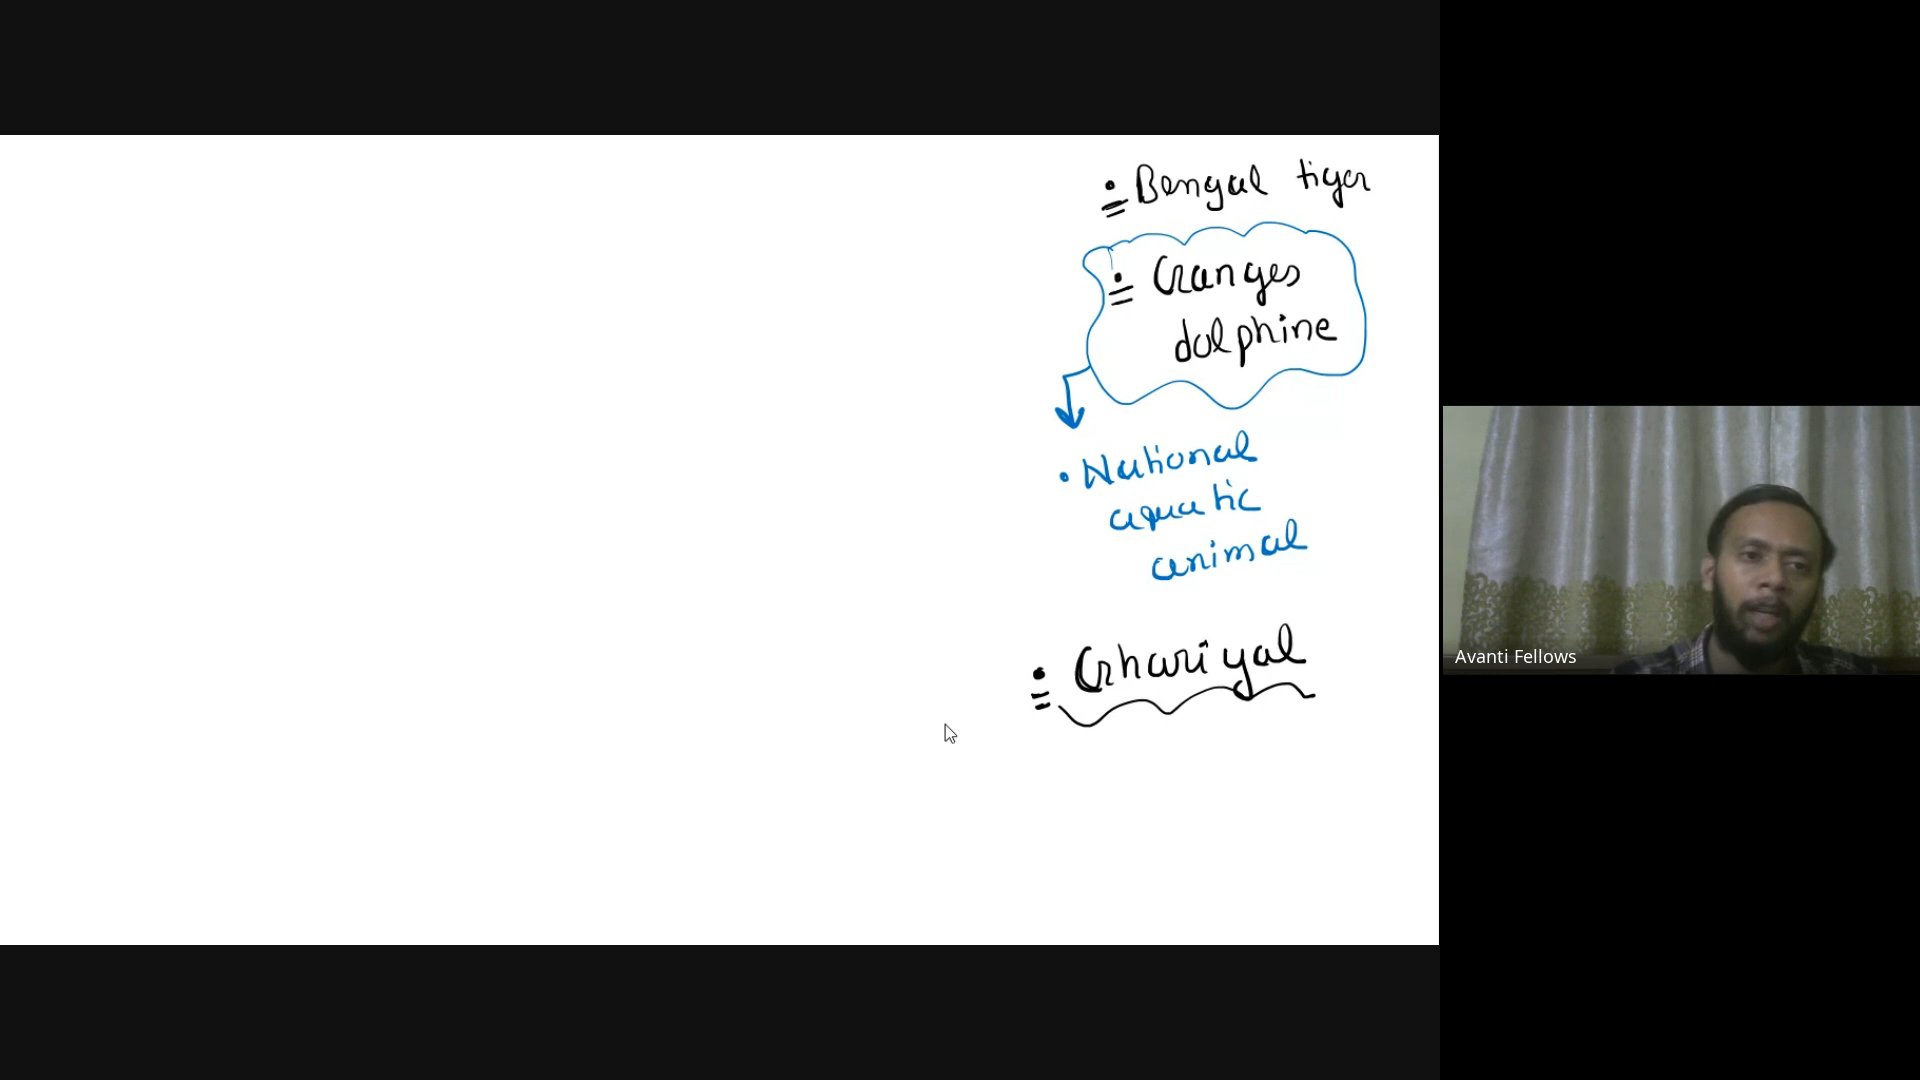 Bengal tiger
Ganges
dolphine
National
aquatic
animal
Ghariyal
Avanti Fellows